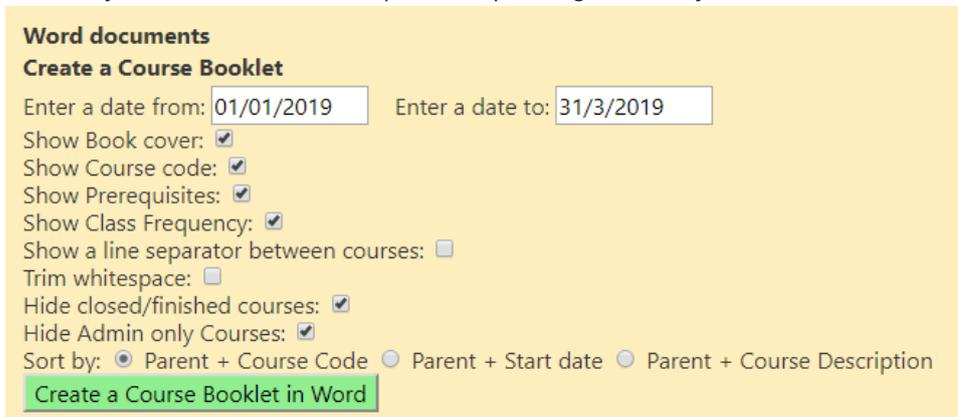 Word documents
Create a Course Booklet
Enter a date from: 01/01/2019 Enter a date to: 31/3/2019
Show Book cover:
Show Course code:
Show Prerequisites:
Show Class Frequency:
Show a line separator between courses:
Trim whitespace:
Hide closed/finished courses:
Hide Admin only Courses:
Sort by: Parent + Course Code Parent + Start date Parent + Course Description
Create a Course Booklet in Word